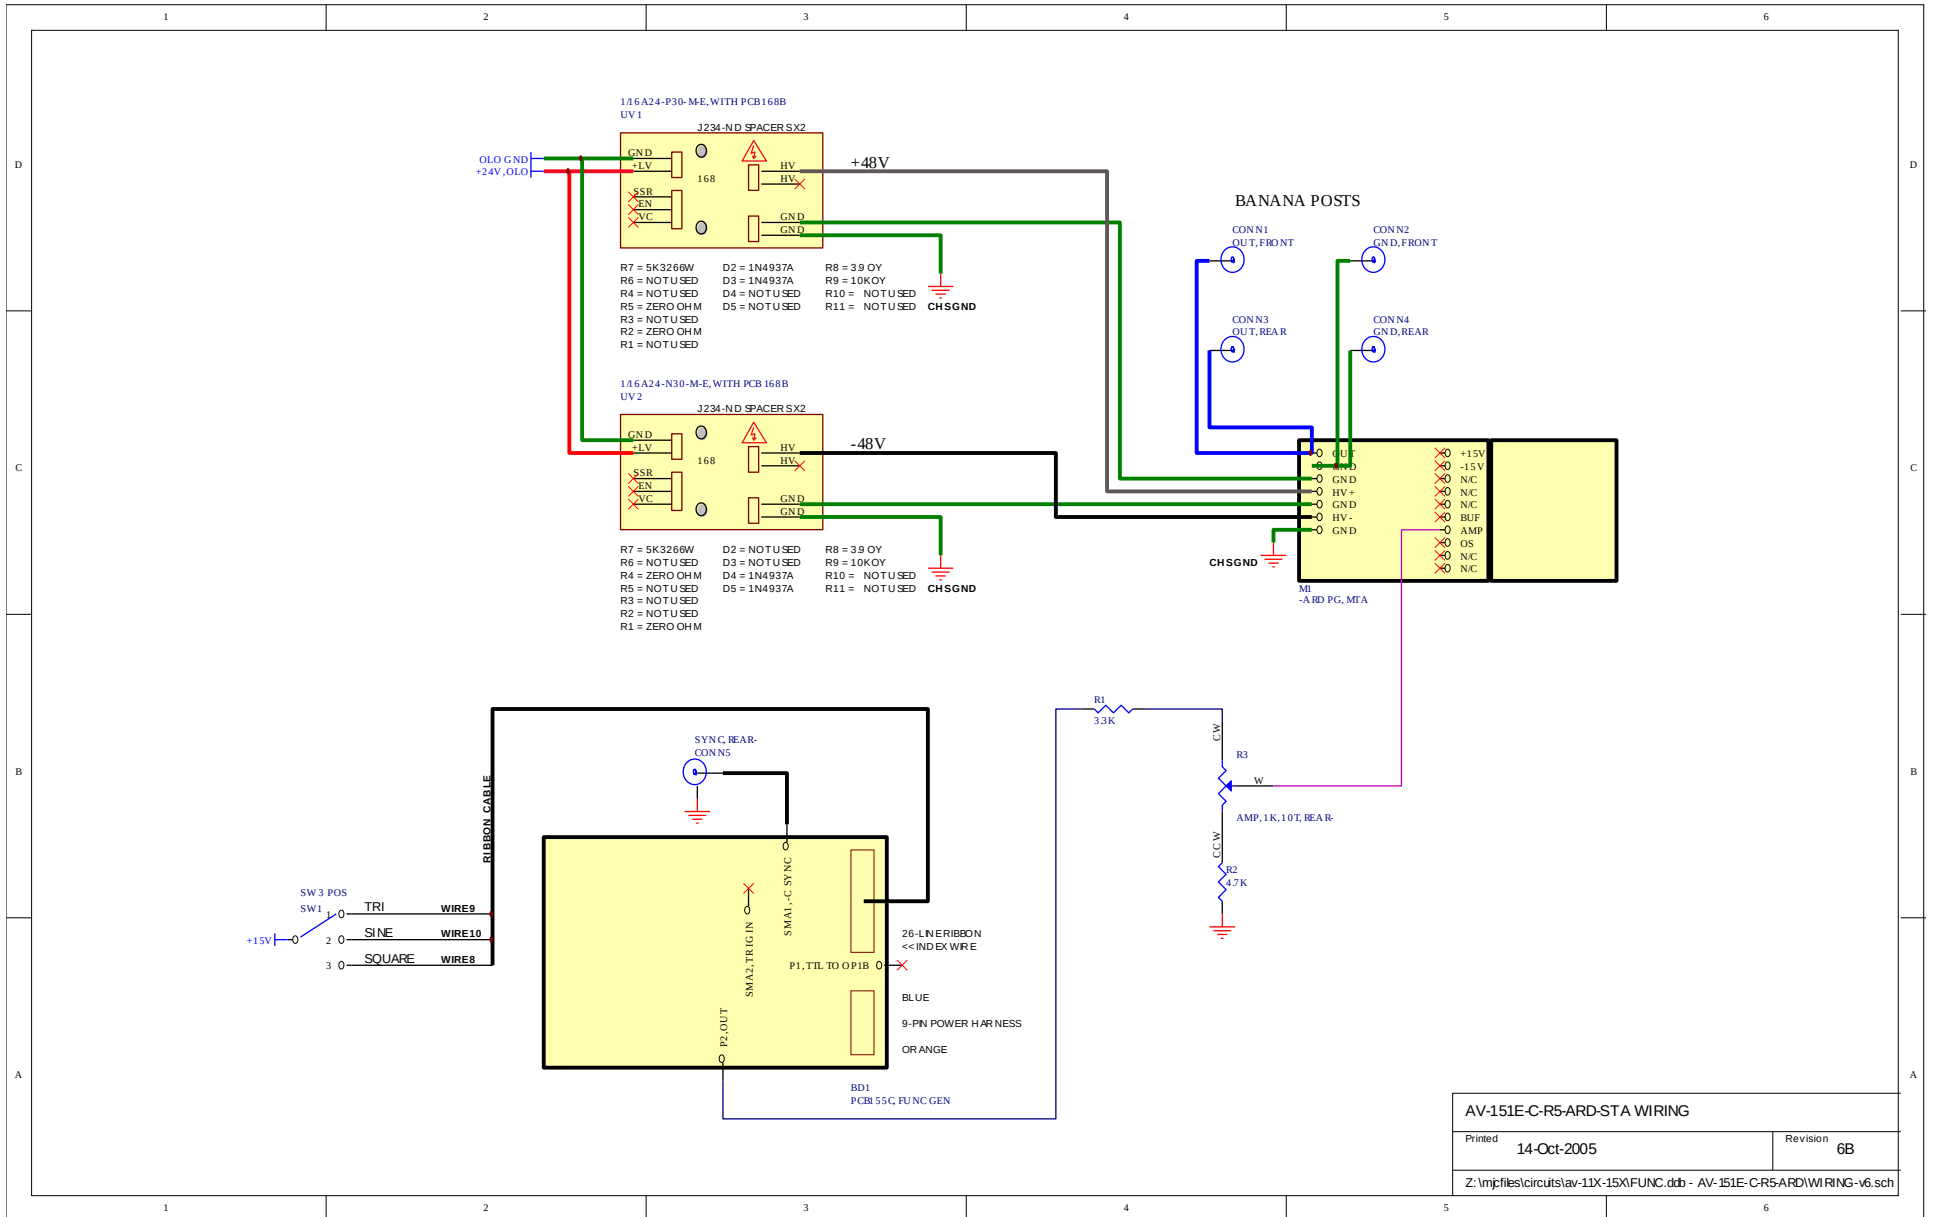 1 2 3 4 5 6
D
C
B
A
D
C
B
A
1/16A24-P30-M-E, WITH PCB168B
UV1
J234-ND SPACERS X2
GND
+LV
SSR
EN
VC
168
HV
HV
GND
GND
+48V
OLO GND
+24V, OLO
R7 = 5K3266W D2 = 1N4937A R8 = 39 OY
R6 = NOT USED D3 = 1N4937A R9 = 10KOY
R4 = NOT USED D4 = NOT USED R10 = NOT USED
R5 = ZERO OHM D5 = NOT USED R11 = NOT USED
R3 = NOT USED
R2 = ZERO OHM
R1 = NOT USED
CHSGND
1/16A24-N30-M-E, WITH PCB168B
UV2
J234-ND SPACERS X2
GND
+LV
SSR
EN
VC
168
HV
HV
GND
GND
-48V
R7 = 5K3266W D2 = NOT USED R8 = 39 OY
R6 = NOT USED D3 = NOT USED R9 = 10KOY
R4 = ZERO OHM D4 = 1N4937A R10 = NOT USED
R5 = NOT USED D5 = 1N4937A R11 = NOT USED
R3 = NOT USED
R2 = NOT USED
R1 = ZERO OHM
CHSGND
BANANA POSTS
CONN1
OUT, FRONT
CONN2
GND, FRONT
CONN3
OUT, REAR
CONN4
GND, REAR
OUT
GND
GND
HV+
GND
HV-
GND
+15V
-15V
N/C
N/C
N/C
BUF
AMP
OS
N/C
N/C
CHSGND
M1
-ARD PG, MTA
R1
3.3K
CW
R3
W
AMP, 1K, 10T, REAR-
CCW
R2
4.7K
SYNC, REAR-
CONN5
RIBBON CABLE
SW 3 POS
SW1
+15V
1 TRI WIRE9
2 SINE WIRE10
3 SQUARE WIRE8
SMA1, -C SYNC
SMA2, TRIG IN
P1, TTL TO OP1B
P2, OUT
26-LINE RIBBON
<< INDEX WIRE
BLUE
9-PIN POWER HARNESS
ORANGE
BD1
PCB155C, FUNC GEN
AV-151E-C-R5-ARD-STA WIRING
Printed 14-Oct-2005 Revision 6B
Z:\mjcfiles\circuits\av-11X-15X\FUNC.ddb - AV-151E-C-R5-ARD\WIRING-v6.sch
1 2 3 4 5 6